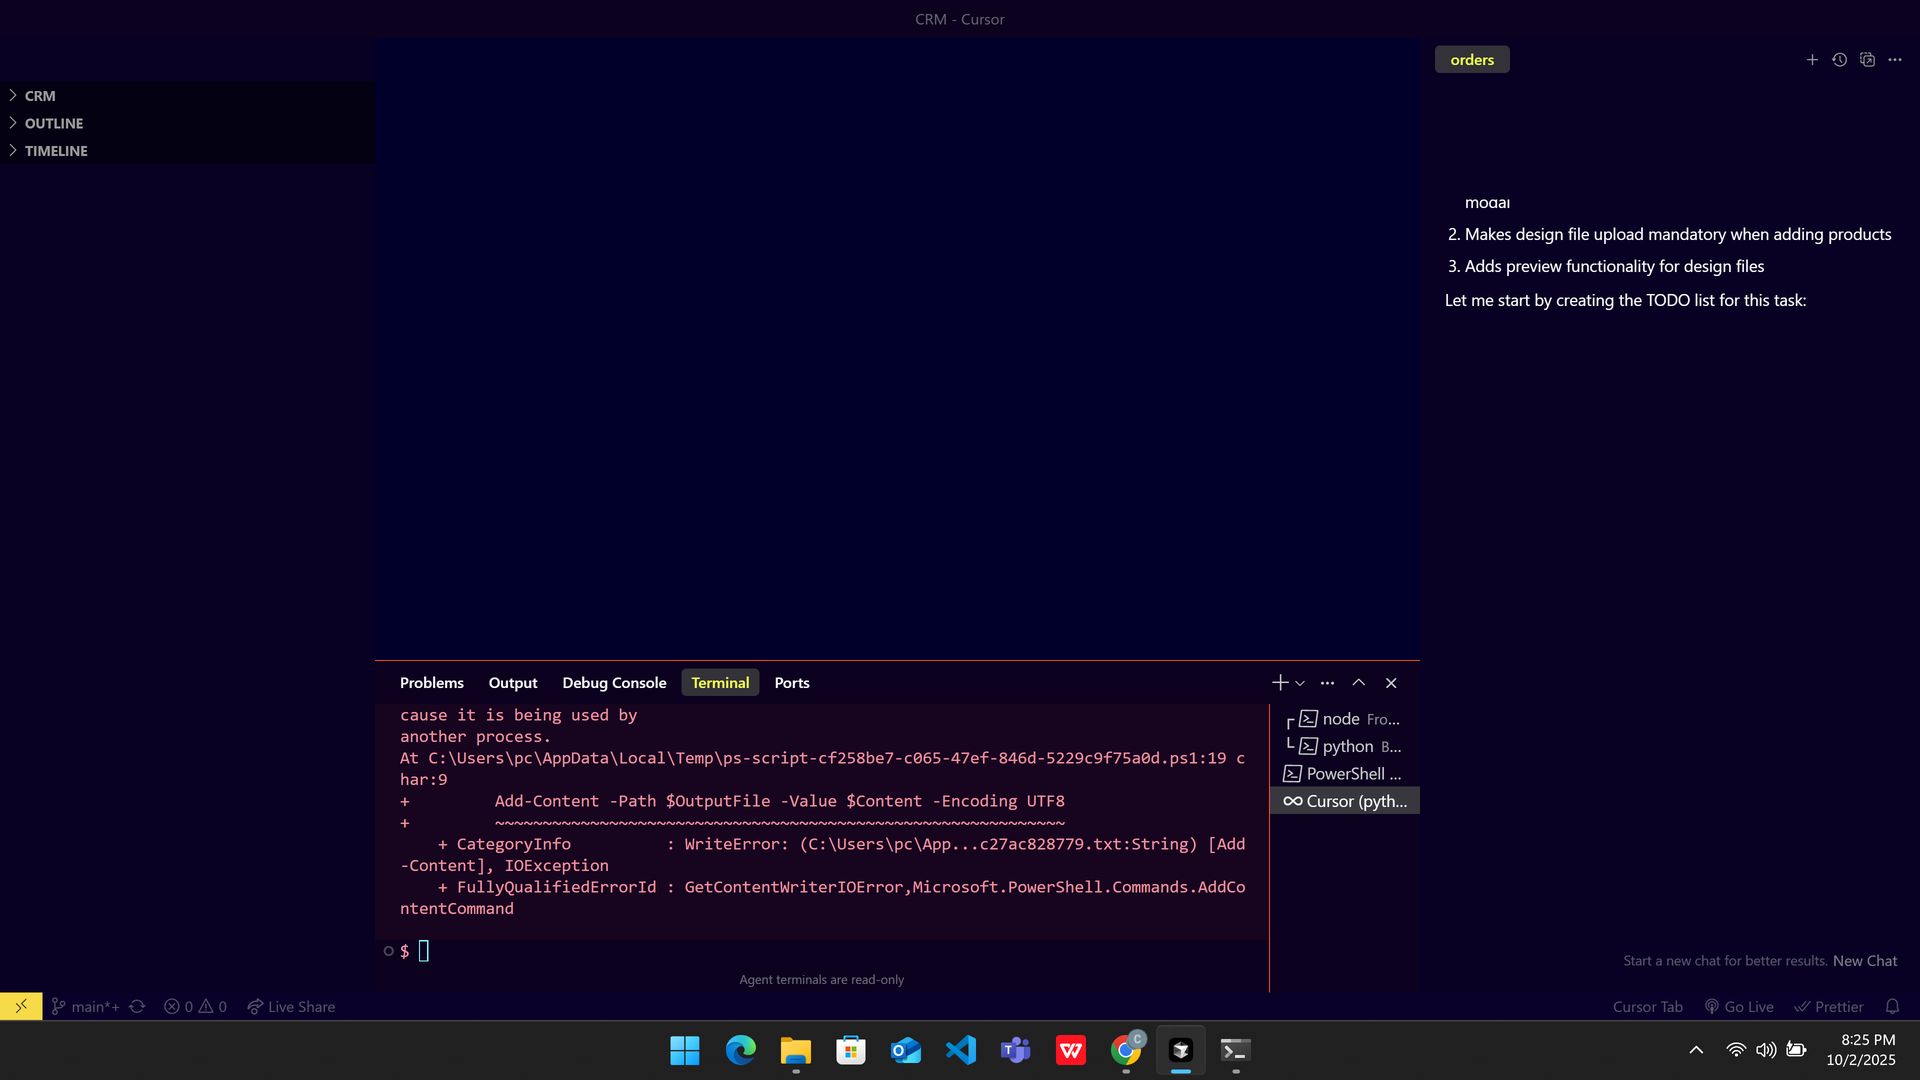 CRM - Cursor
CRM
OUTLINE
TIMELINE
orders
modal
2. Makes design file upload mandatory when adding products
3. Adds preview functionality for design files
Let me start by creating the TODO list for this task:
Problems
Output
Debug Console
Terminal
Ports
cause it is being used by
another process.
At C:\Users\pc\AppData\Local\Temp\ps-script-cf258be7-c065-47ef-846d-5229c9f75a0d.ps1:19 c
har:9
+         Add-Content -Path $OutputFile -Value $Content -Encoding UTF8
+         ~~~~~~~~~~~~~~~~~~~~~~~~~~~~~~~~~~~~~~~~~~~~~~~~~~~~~~~~~~~~
    + CategoryInfo          : WriteError: (C:\Users\pc\App...c27ac828779.txt:String) [Add
-Content], IOException
    + FullyQualifiedErrorId : GetContentWriterIOError,Microsoft.PowerShell.Commands.AddCo
ntentCommand
$
node Fro...
python B...
PowerShell ...
Cursor (pyth...
Agent terminals are read-only
Start a new chat for better results. New Chat
main*+
0
0
Live Share
Cursor Tab
Go Live
Prettier
C
8:25 PM
10/2/2025